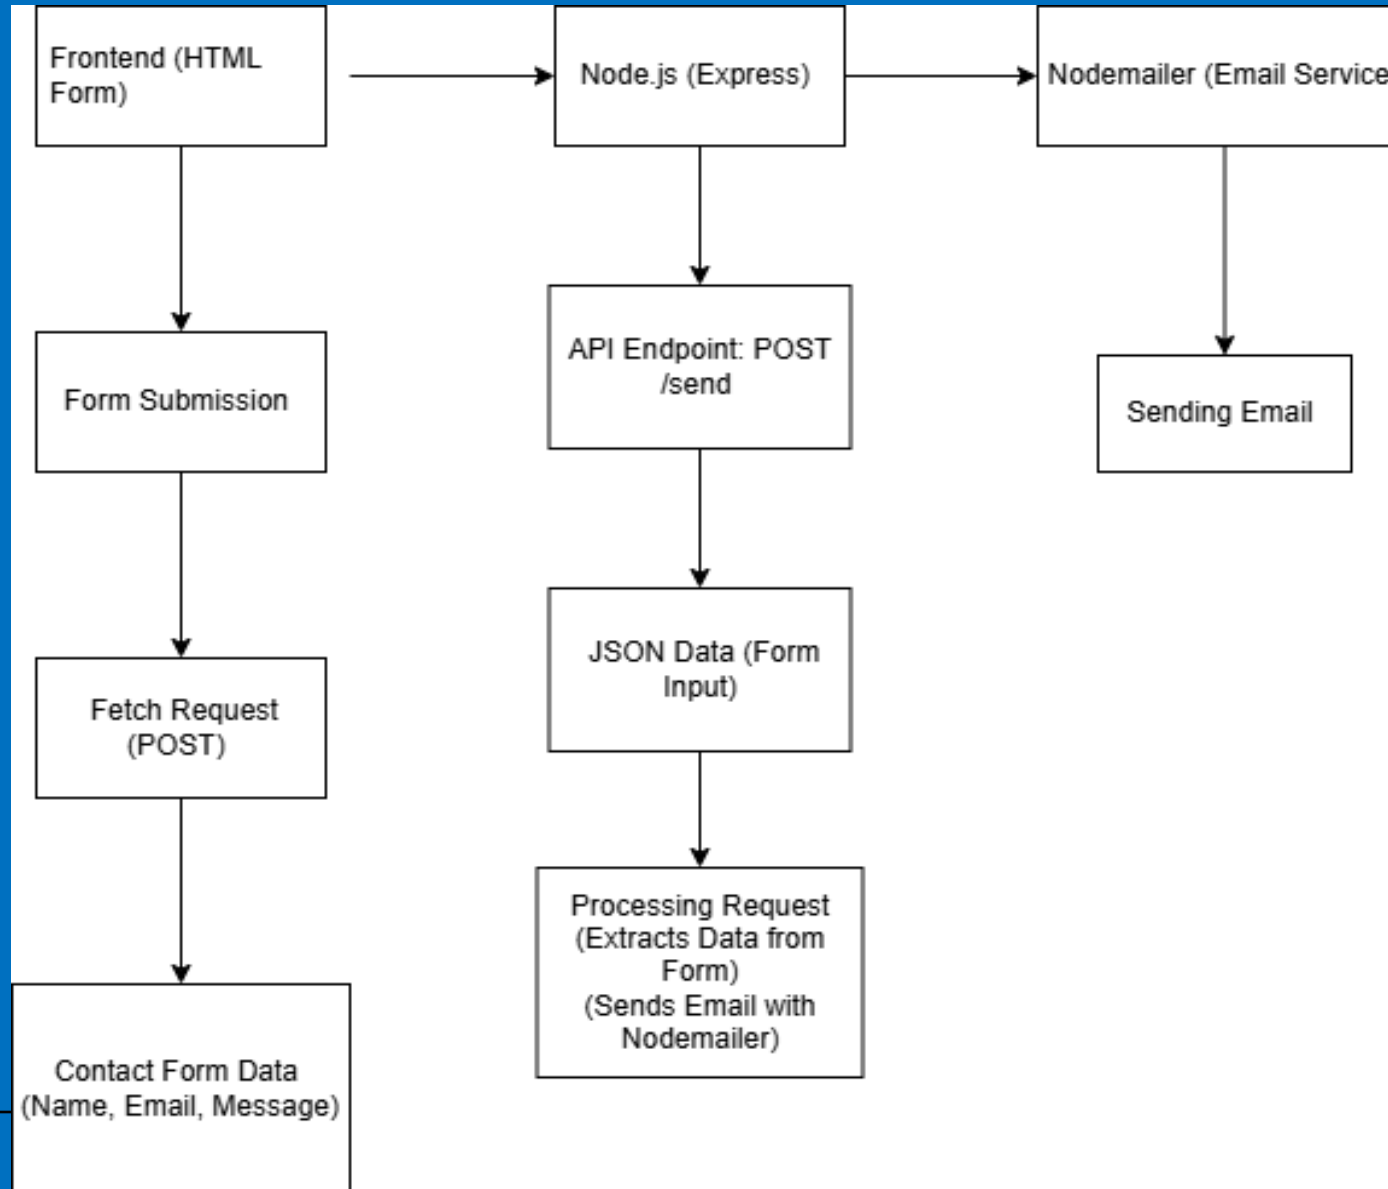 Frontend (HTML
Form)
Node.js (Express)
Nodemailer (Email Service
Form Submission
API Endpoint: POST
/send
Sending Email
Fetch Request
(POST)
JSON Data (Form
Input)
Contact Form Data
(Name, Email, Message)
Processing Request
(Extracts Data from
Form)
(Sends Email with
Nodemailer)